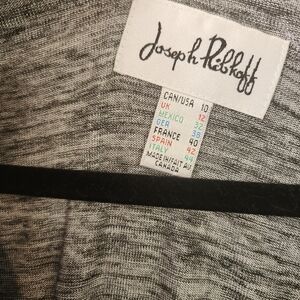 Joseph Ribkoff
CAN/USA 10
UK 12
MEXICO 32
GER 38
FRANCE 40
SPAIN 42
ITALY 44
MADE IN/FAIT AU
CANADA